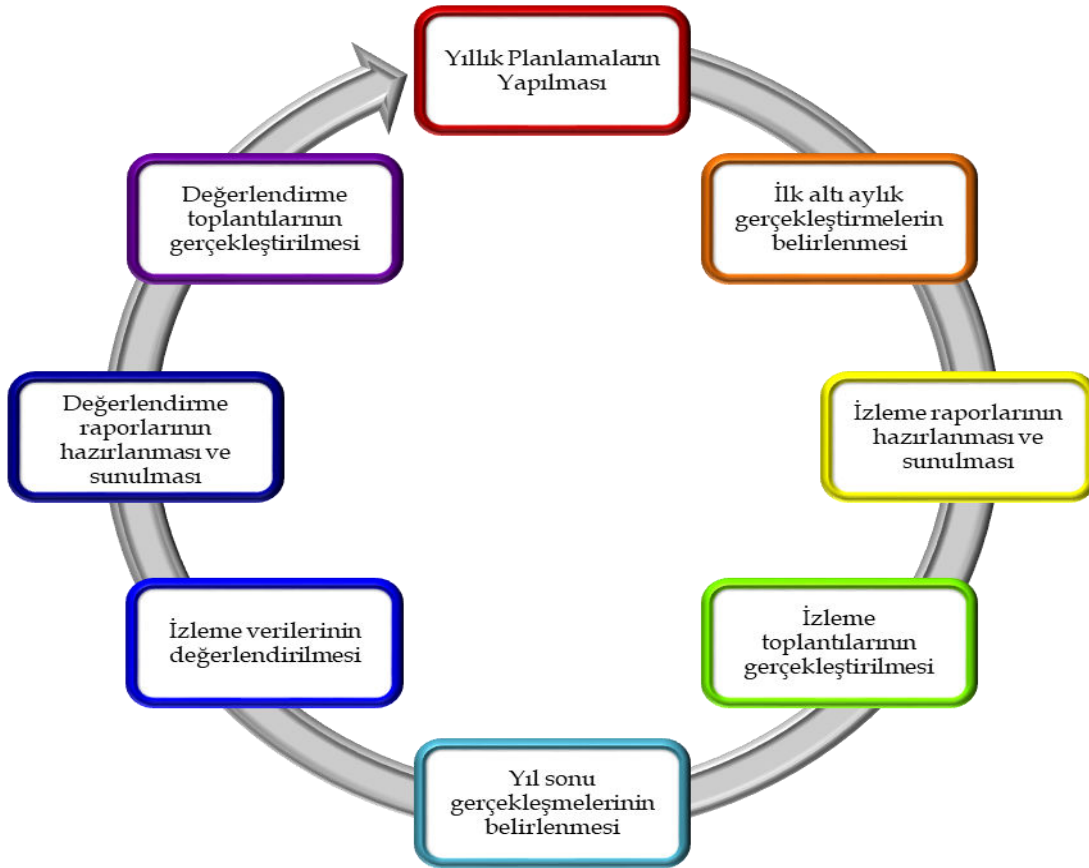 Yıllık Planlamaların
Yapılması
İlk altı aylık
gerçekleştirmelerin
belirlenmesi
İzleme raporlarının
hazırlanması ve
sunulması
İzleme
toplantılarının
gerçekleştirilmesi
Yıl sonu
gerçekleşmelerinin
belirlenmesi
İzleme verilerinin
değerlendirilmesi
Değerlendirme
raporlarının
hazırlanması ve
sunulması
Değerlendirme
toplantılarının
gerçekleştirilmesi